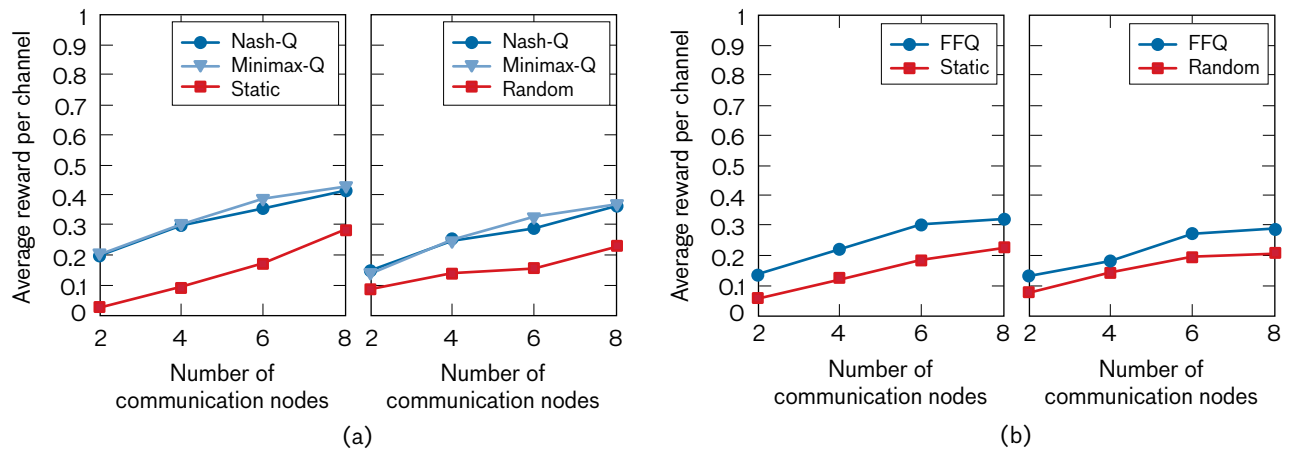 Average reward per channel
1
0.9
0.8
0.7
0.6
0.5
0.4
0.3
0.2
0.1
0
Nash-Q
Minimax-Q
Static
2 4 6 8
Number of
communication nodes
Nash-Q
Minimax-Q
Random
2 4 6 8
Number of
communication nodes
(a)
Average reward per channel
1
0.9
0.8
0.7
0.6
0.5
0.4
0.3
0.2
0.1
0
FFQ
Static
2 4 6 8
Number of
communication nodes
FFQ
Random
2 4 6 8
Number of
communication nodes
(b)